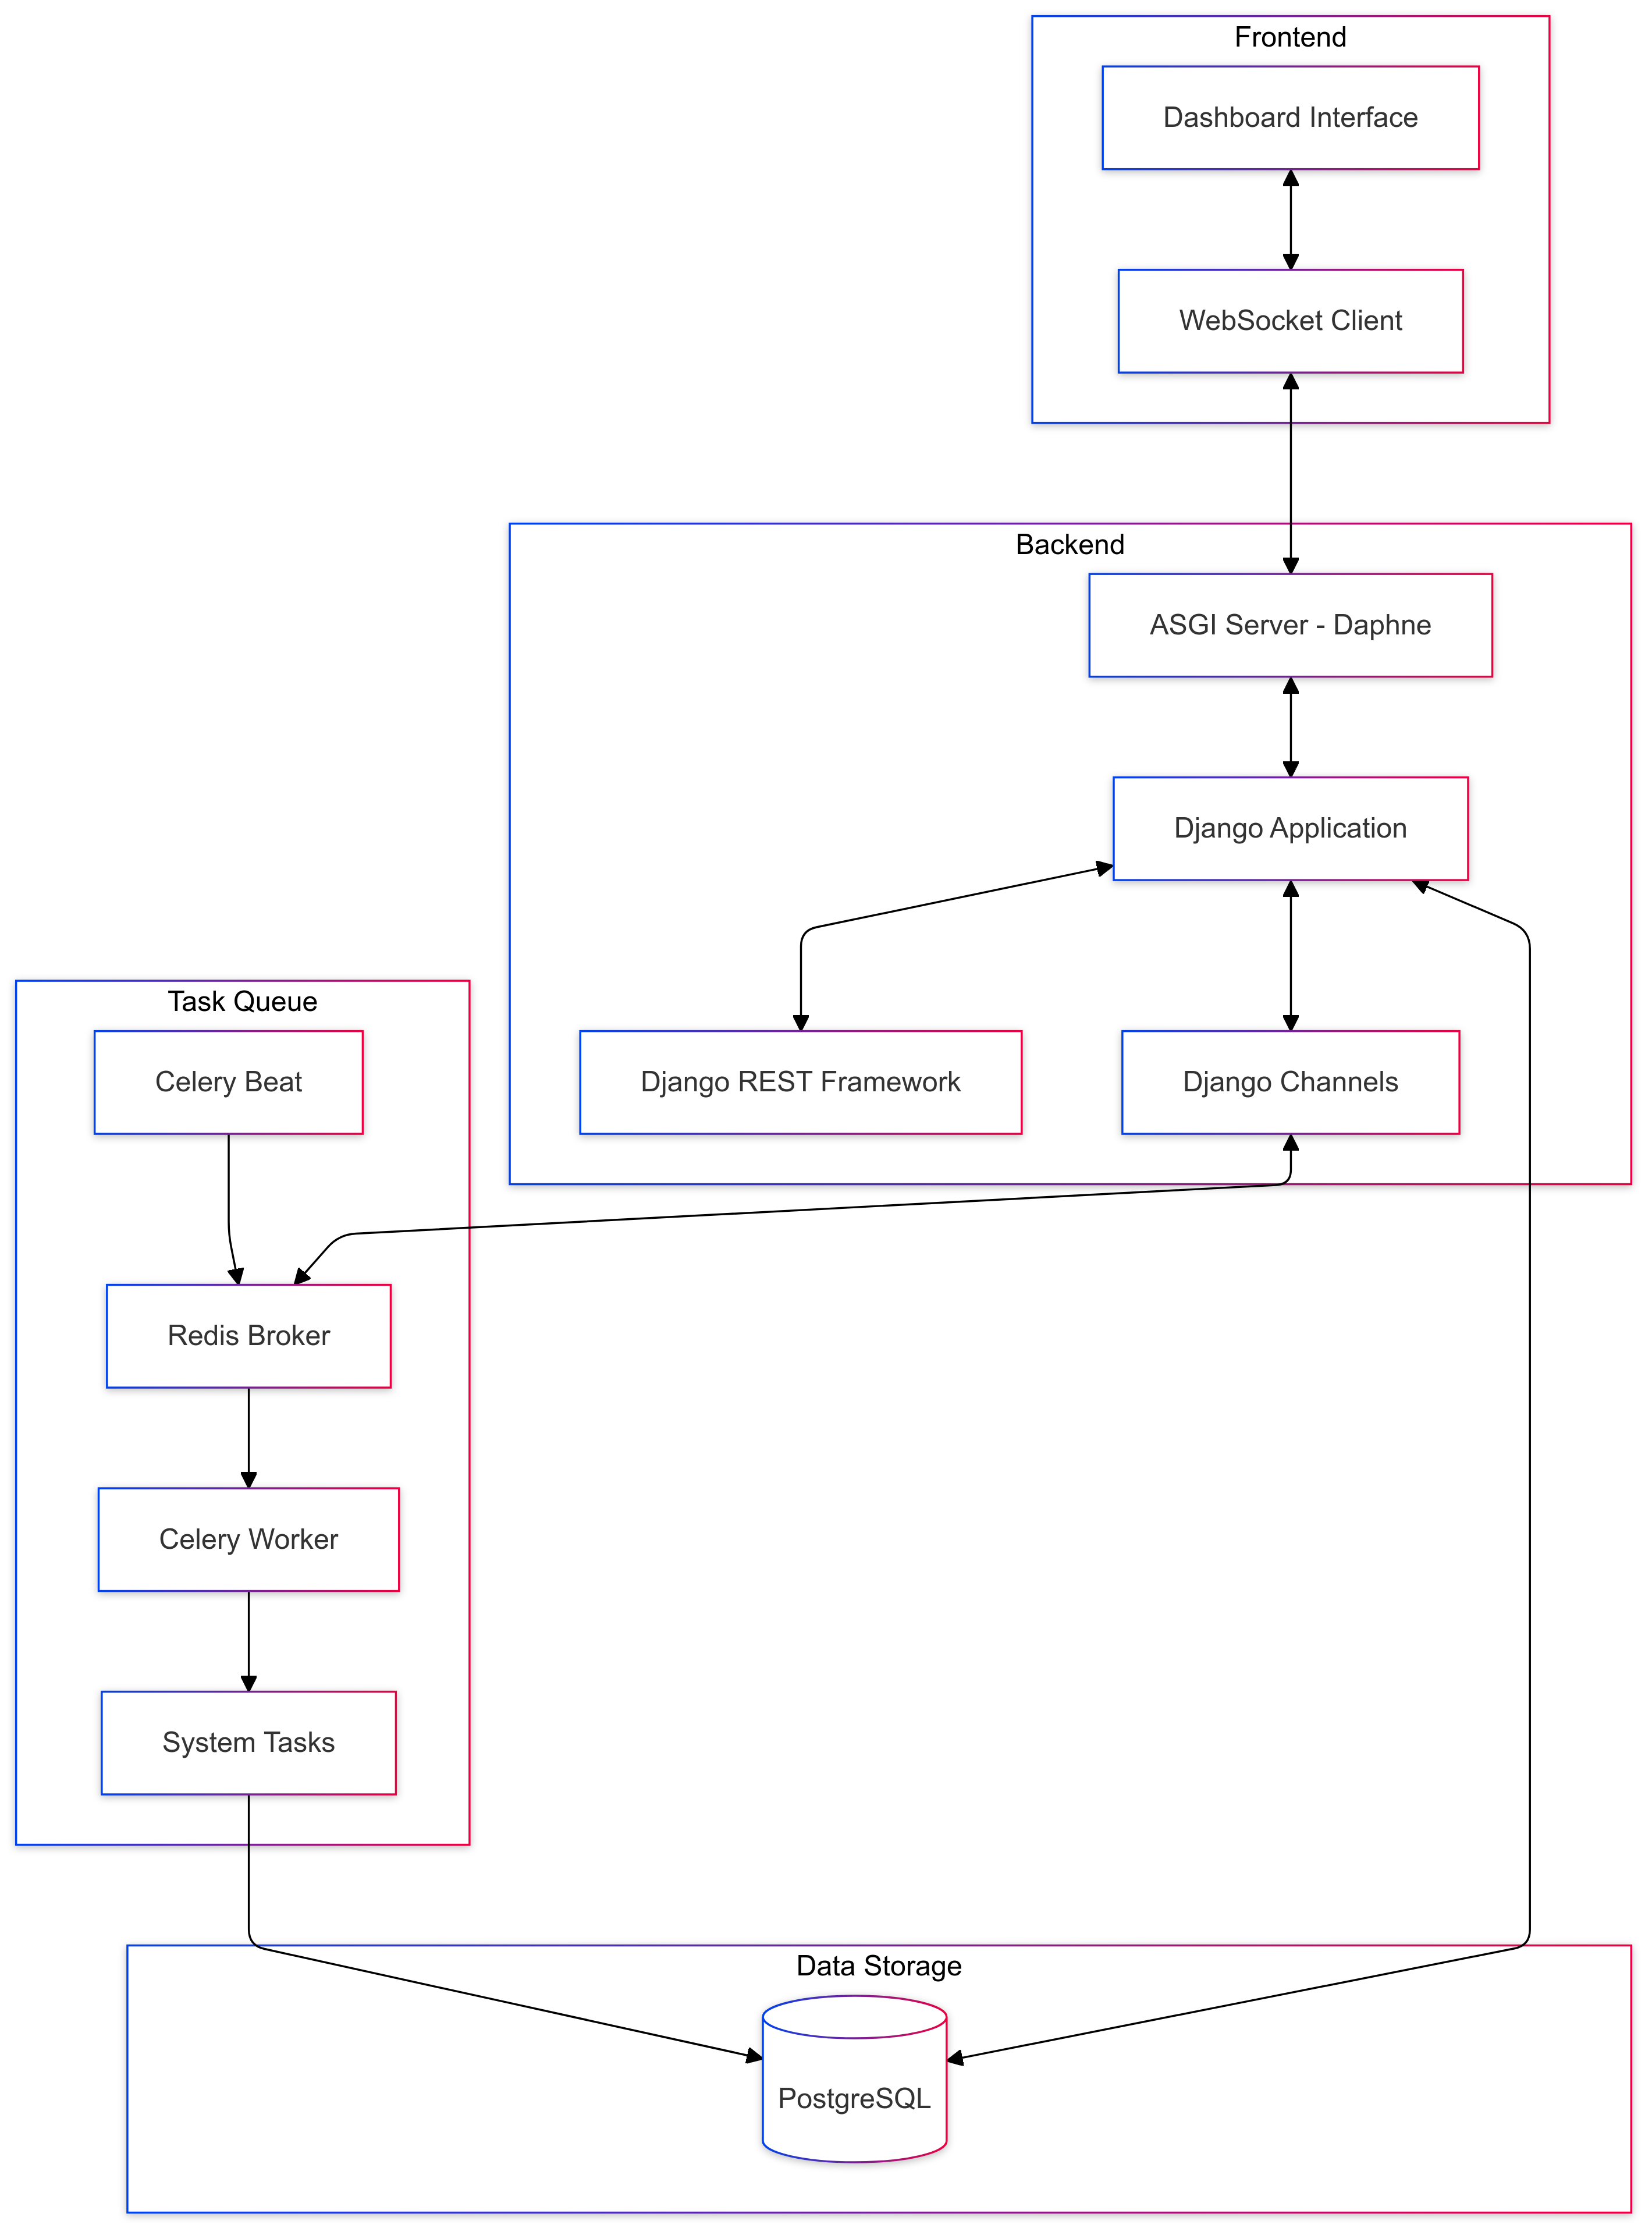 Frontend
Dashboard Interface
WebSocket Client
Backend
ASGI Server - Daphne
Django Application
Task Queue
Celery Beat
Django REST Framework
Django Channels
Redis Broker
Celery Worker
System Tasks
Data Storage
PostgreSQL